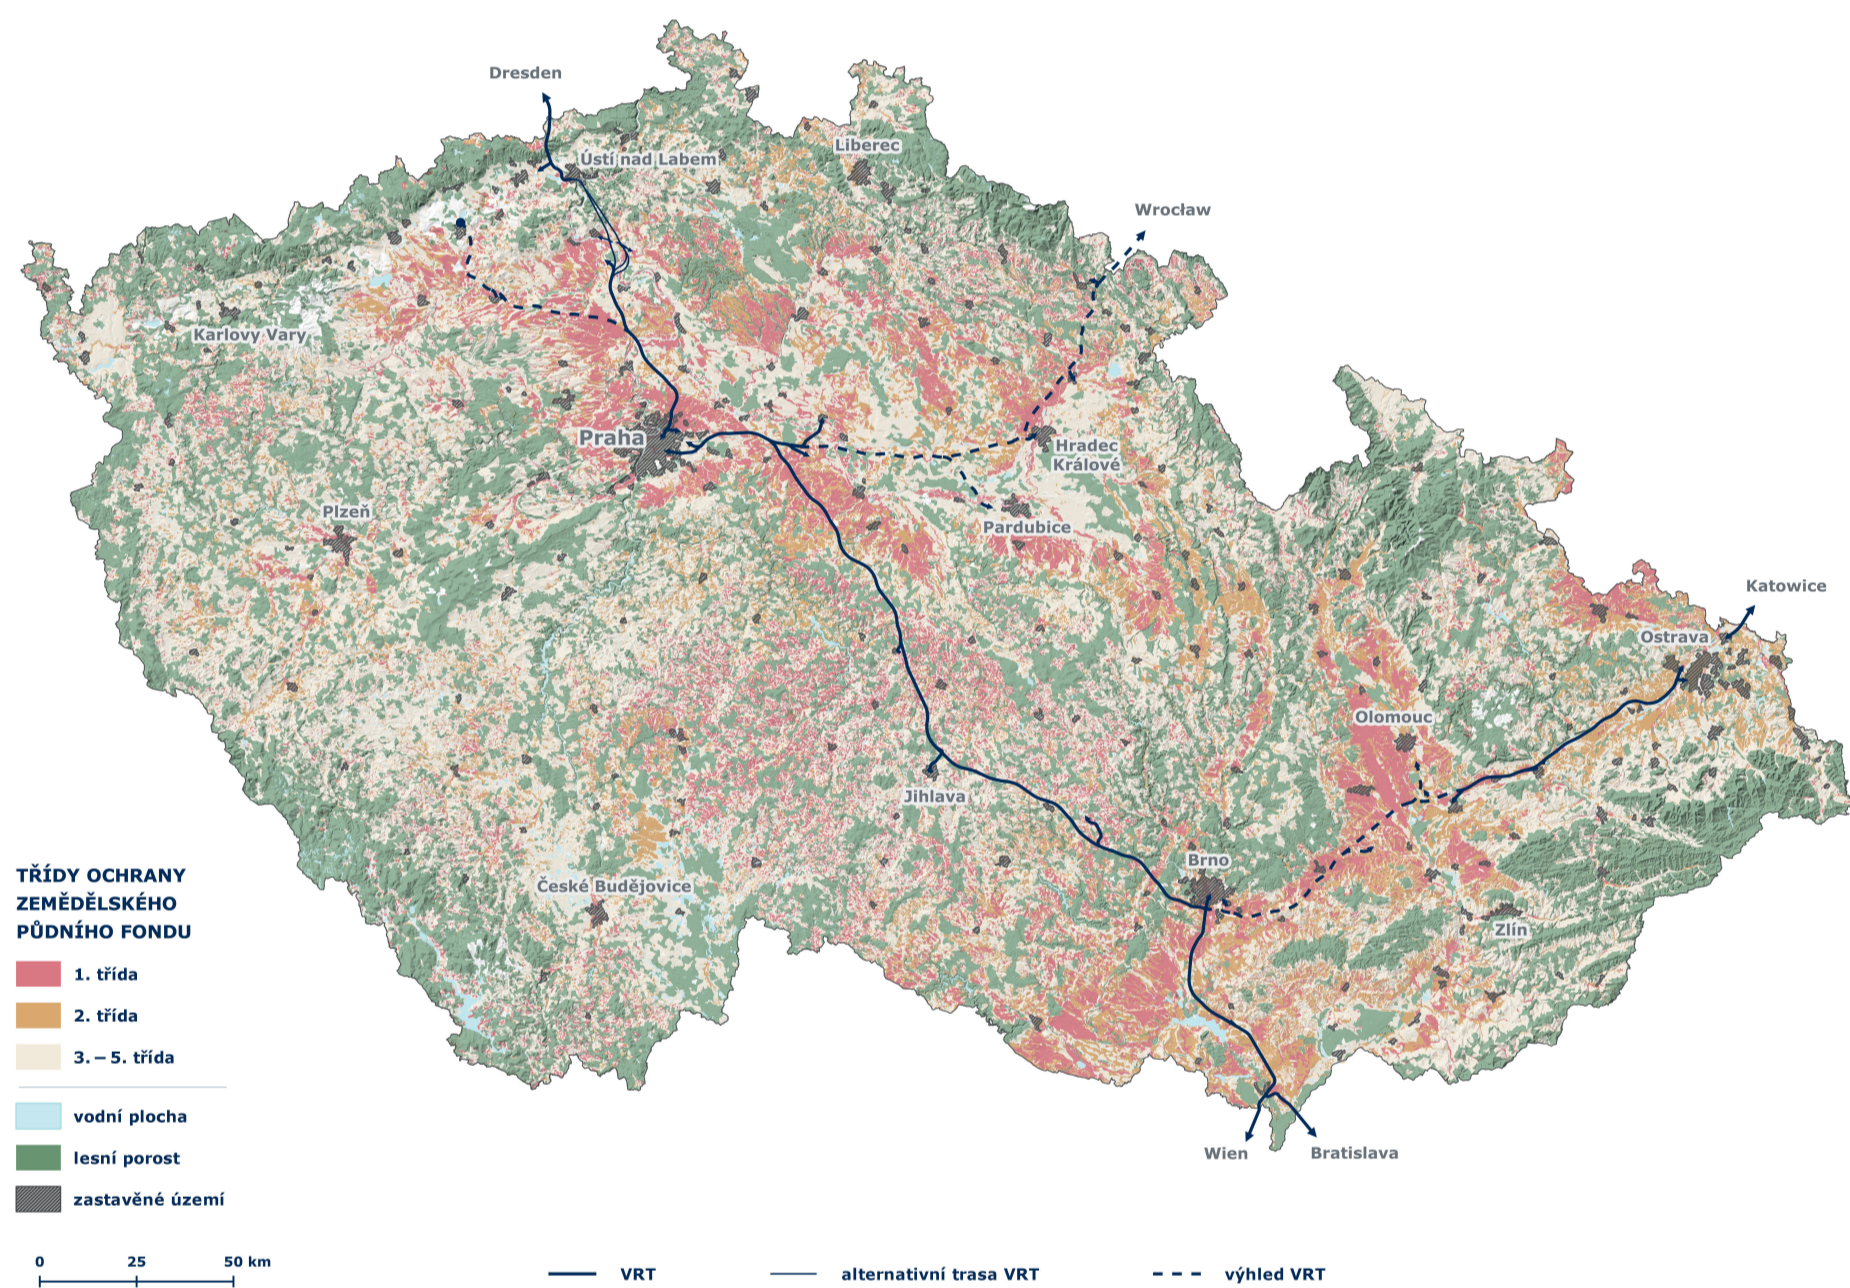 Dresden
Ústí nad Labem
Liberec
Wrocław
Karlovy Vary
Praha
Hradec
Králové
Plzeň
Pardubice
Katowice
Ostrava
Olomouc
Jihlava
Brno
České Budějovice
Zlín
Wien
Bratislava
TŘÍDY OCHRANY
ZEMĚDĚLSKÉHO
PŮDNÍHO FONDU
1. třída
2. třída
3. – 5. třída
vodní plocha
lesní porost
zastavěné území
0 25 50 km
VRT
alternativní trasa VRT
výhled VRT